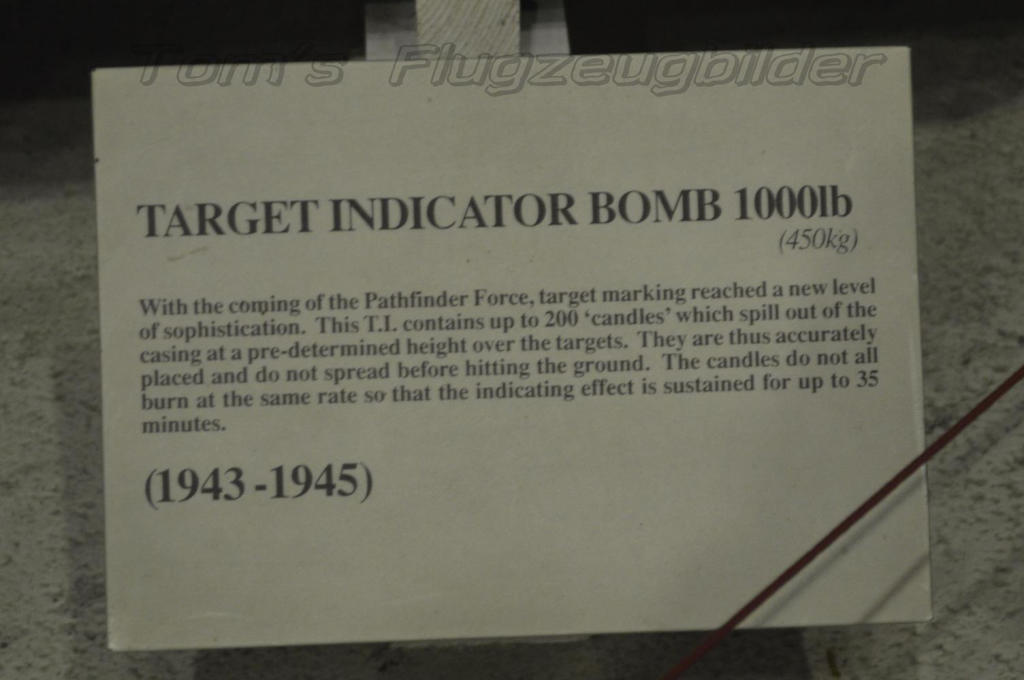 Tom's Flugzeugbilder
TARGET INDICATOR BOMB 1000lb
(450kg)
With the coming of the Pathfinder Force, target marking reached a new level
of sophistication. This T.I. contains up to 200 ‘candles’ which spill out of the
casing at a pre-determined height over the targets. They are thus accurately
placed and do not spread before hitting the ground. The candles do not all
burn at the same rate so that the indicating effect is sustained for up to 35
minutes.
(1943 -1945)